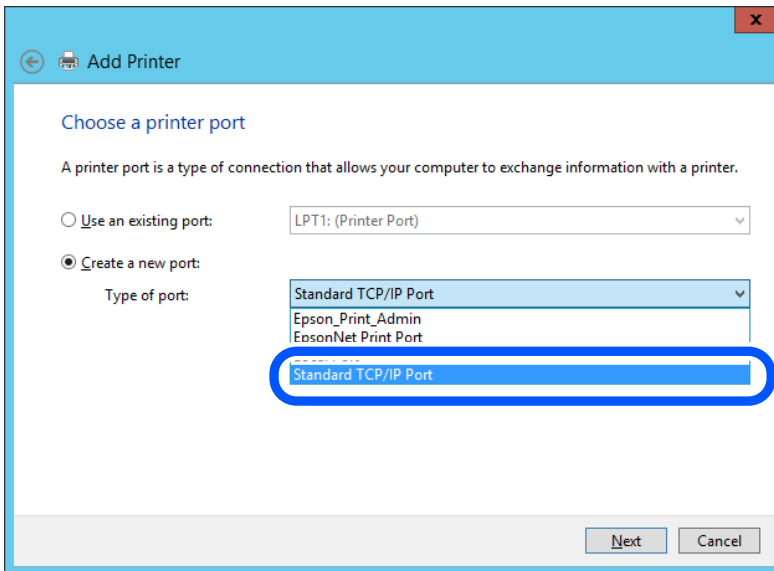 x
Add Printer
Choose a printer port
A printer port is a type of connection that allows your computer to exchange information with a printer.
Use an existing port: LPT1: (Printer Port)
Create a new port:
Type of port: Standard TCP/IP Port
Epson_Print_Admin
EpsonNet Print Port
Standard TCP/IP Port
Next Cancel